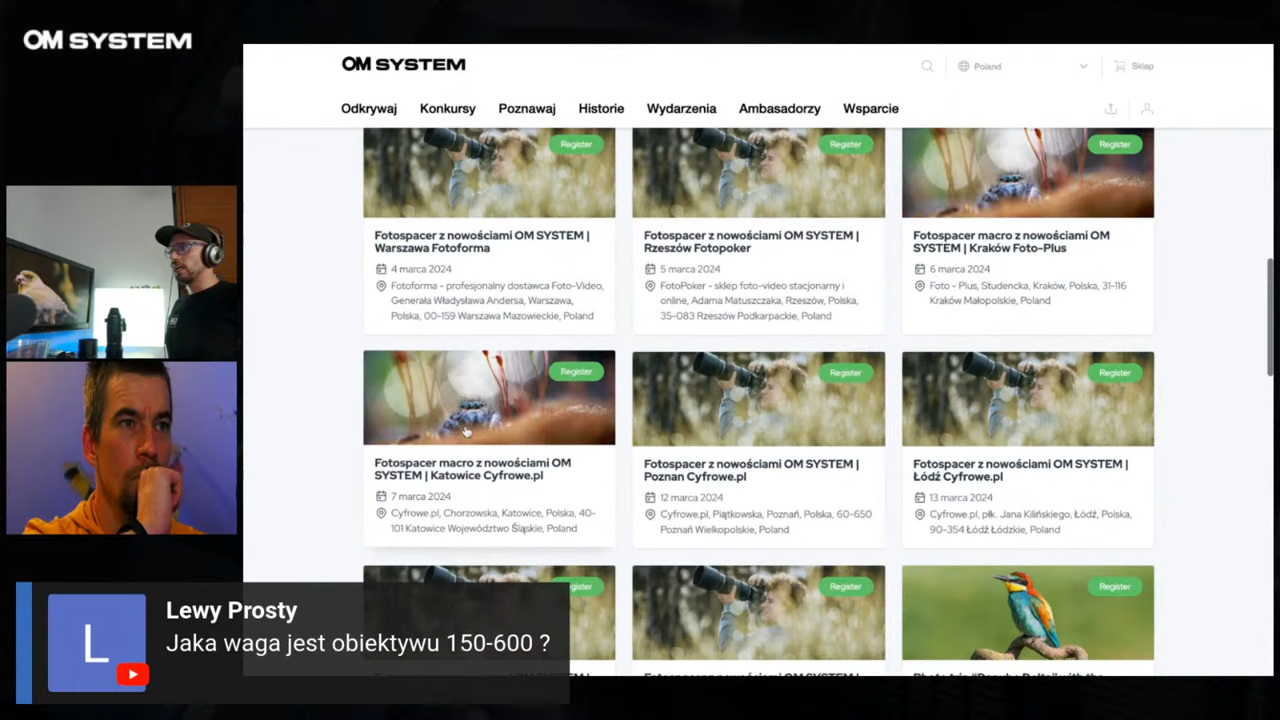 OM SYSTEM
OM SYSTEM
Poland
Sklep
Odkrywaj
Konkursy
Poznawaj
Historie
Wydarzenia
Ambasadorzy
Wsparcie
Register
Fotospacer z nowościami OM SYSTEM |
Warszawa Fotoforma
4 marca 2024
Fotoforma - profesjonalny dostawca Foto-Video,
Generała Władysława Andersa, Warszawa,
Polska, 00-159 Warszawa Mazowieckie, Poland
Register
Fotospacer z nowościami OM SYSTEM |
Rzeszów Fotopoker
5 marca 2024
FotoPoker - sklep foto-video stacjonarny i
online, Adama Matuszczaka, Rzeszów, Polska,
35-083 Rzeszów Podkarpackie, Poland
Register
Fotospacer macro z nowościami OM
SYSTEM | Kraków Foto-Plus
6 marca 2024
Foto - Plus, Studencka, Kraków, Polska, 31-116
Kraków Małopolskie, Poland
Register
Fotospacer macro z nowościami OM
SYSTEM | Katowice Cyfrowe.pl
7 marca 2024
Cyfrowe.pl, Chorzowska, Katowice, Polska, 40-
101 Katowice Województwo Śląskie, Poland
Register
Fotospacer z nowościami OM SYSTEM |
Poznan Cyfrowe.pl
12 marca 2024
Cyfrowe.pl, Piątkowska, Poznań, Polska, 60-650
Poznań Wielkopolskie, Poland
Register
Fotospacer z nowościami OM SYSTEM |
Łódź Cyfrowe.pl
13 marca 2024
Cyfrowe.pl, płk. Jana Kilińskiego, Łódź, Polska,
90-354 Łódź Łódzkie, Poland
Register
Register
L
Lewy Prosty
Jaka waga jest obiektywu 150-600 ?